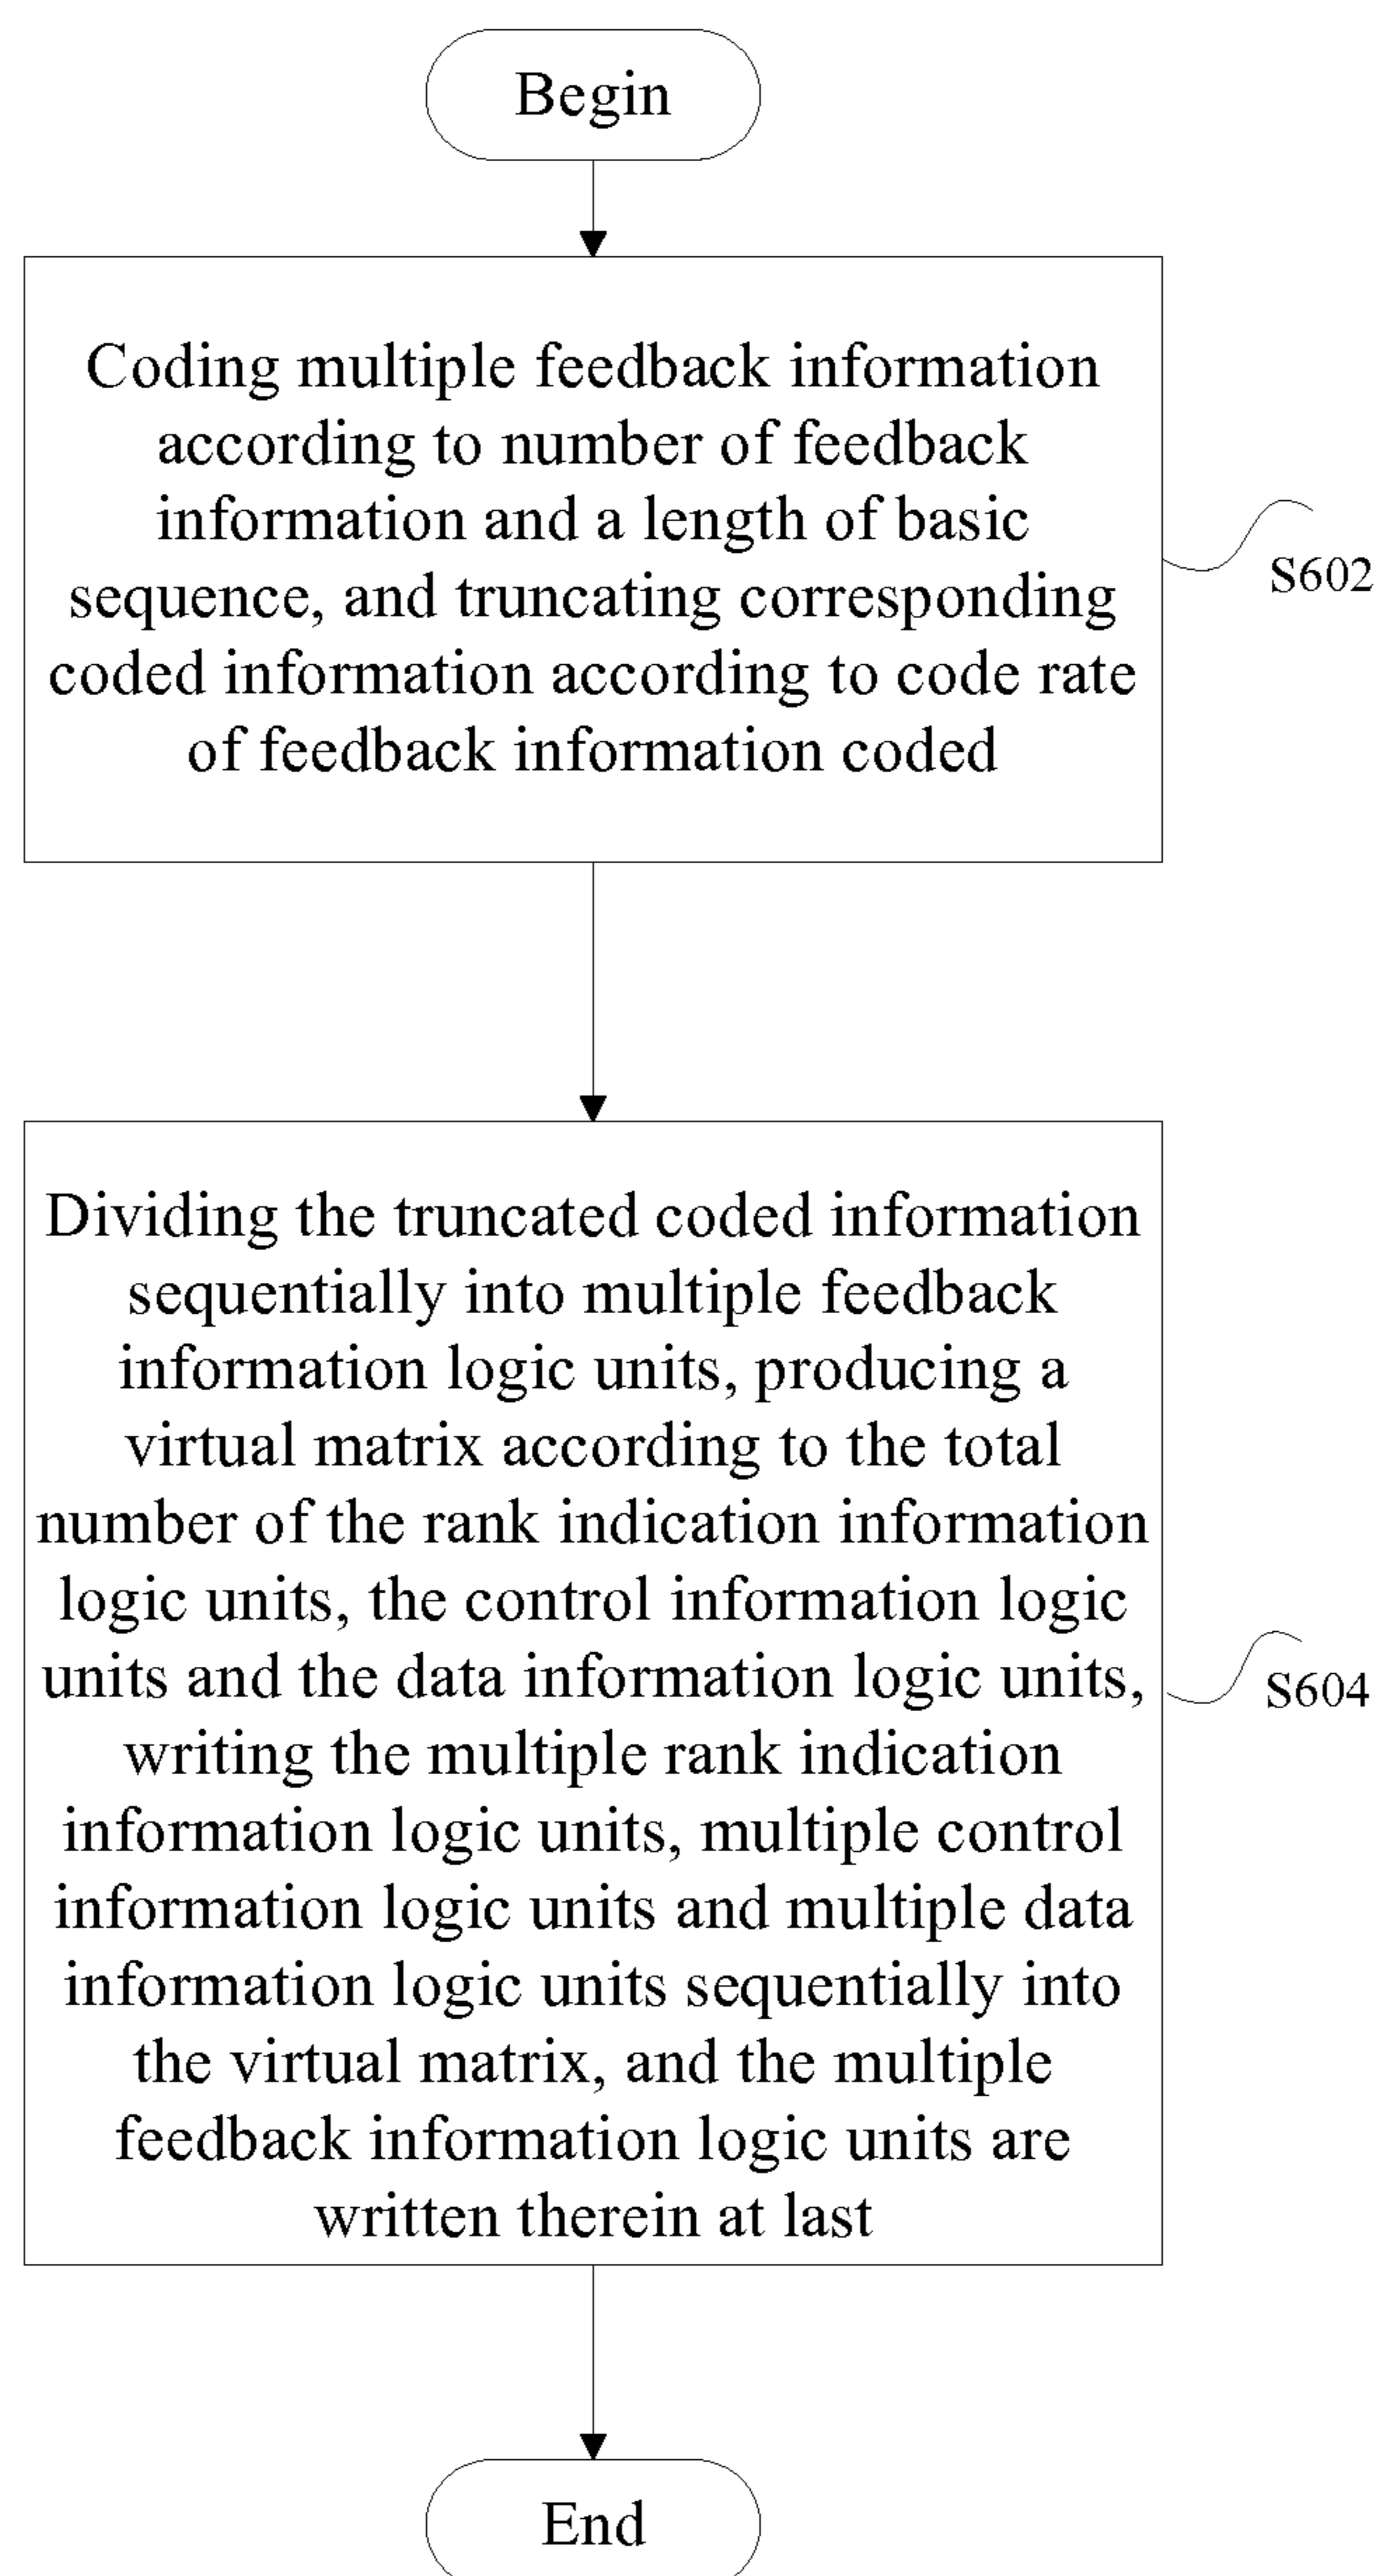 Begin
Coding multiple feedback information
according to number of feedback
information and a length of basic
sequence, and truncating corresponding
coded information according to code rate
of feedback information coded
S602
Dividing the truncated coded information
sequentially into multiple feedback
information logic units, producing a
virtual matrix according to the total
number of the rank indication information
logic units, the control information logic
units and the data information logic units,
writing the multiple rank indication
information logic units, multiple control
information logic units and multiple data
information logic units sequentially into
the virtual matrix, and the multiple
feedback information logic units are
written therein at last
S604
End